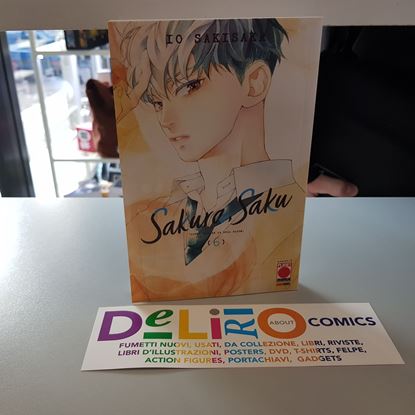 IO SAKISAKA
Sakura, Saku
(6)
DeLiRiO ABOUT COMICS
FUMETTI NUOVI, USATI, DA COLLEZIONE, LIBRI, RIVISTE,
LIBRI D'ILLUSTRAZIONI, POSTERS, DVD, T-SHIRTS, FELPE,
ACTION FIGURES, PORTACHIAVI, GADGETS